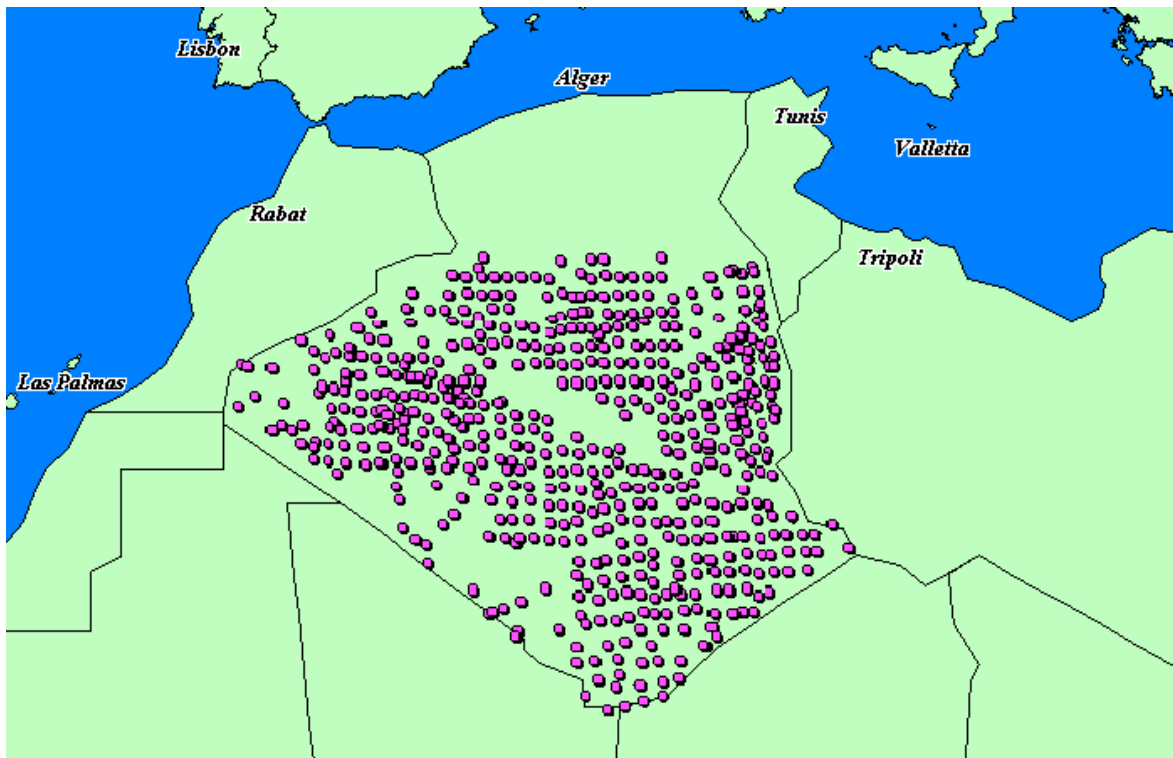 Lisbon
Alger
Tunis
Valletta
Rabat
Tripoli
Las Palmas